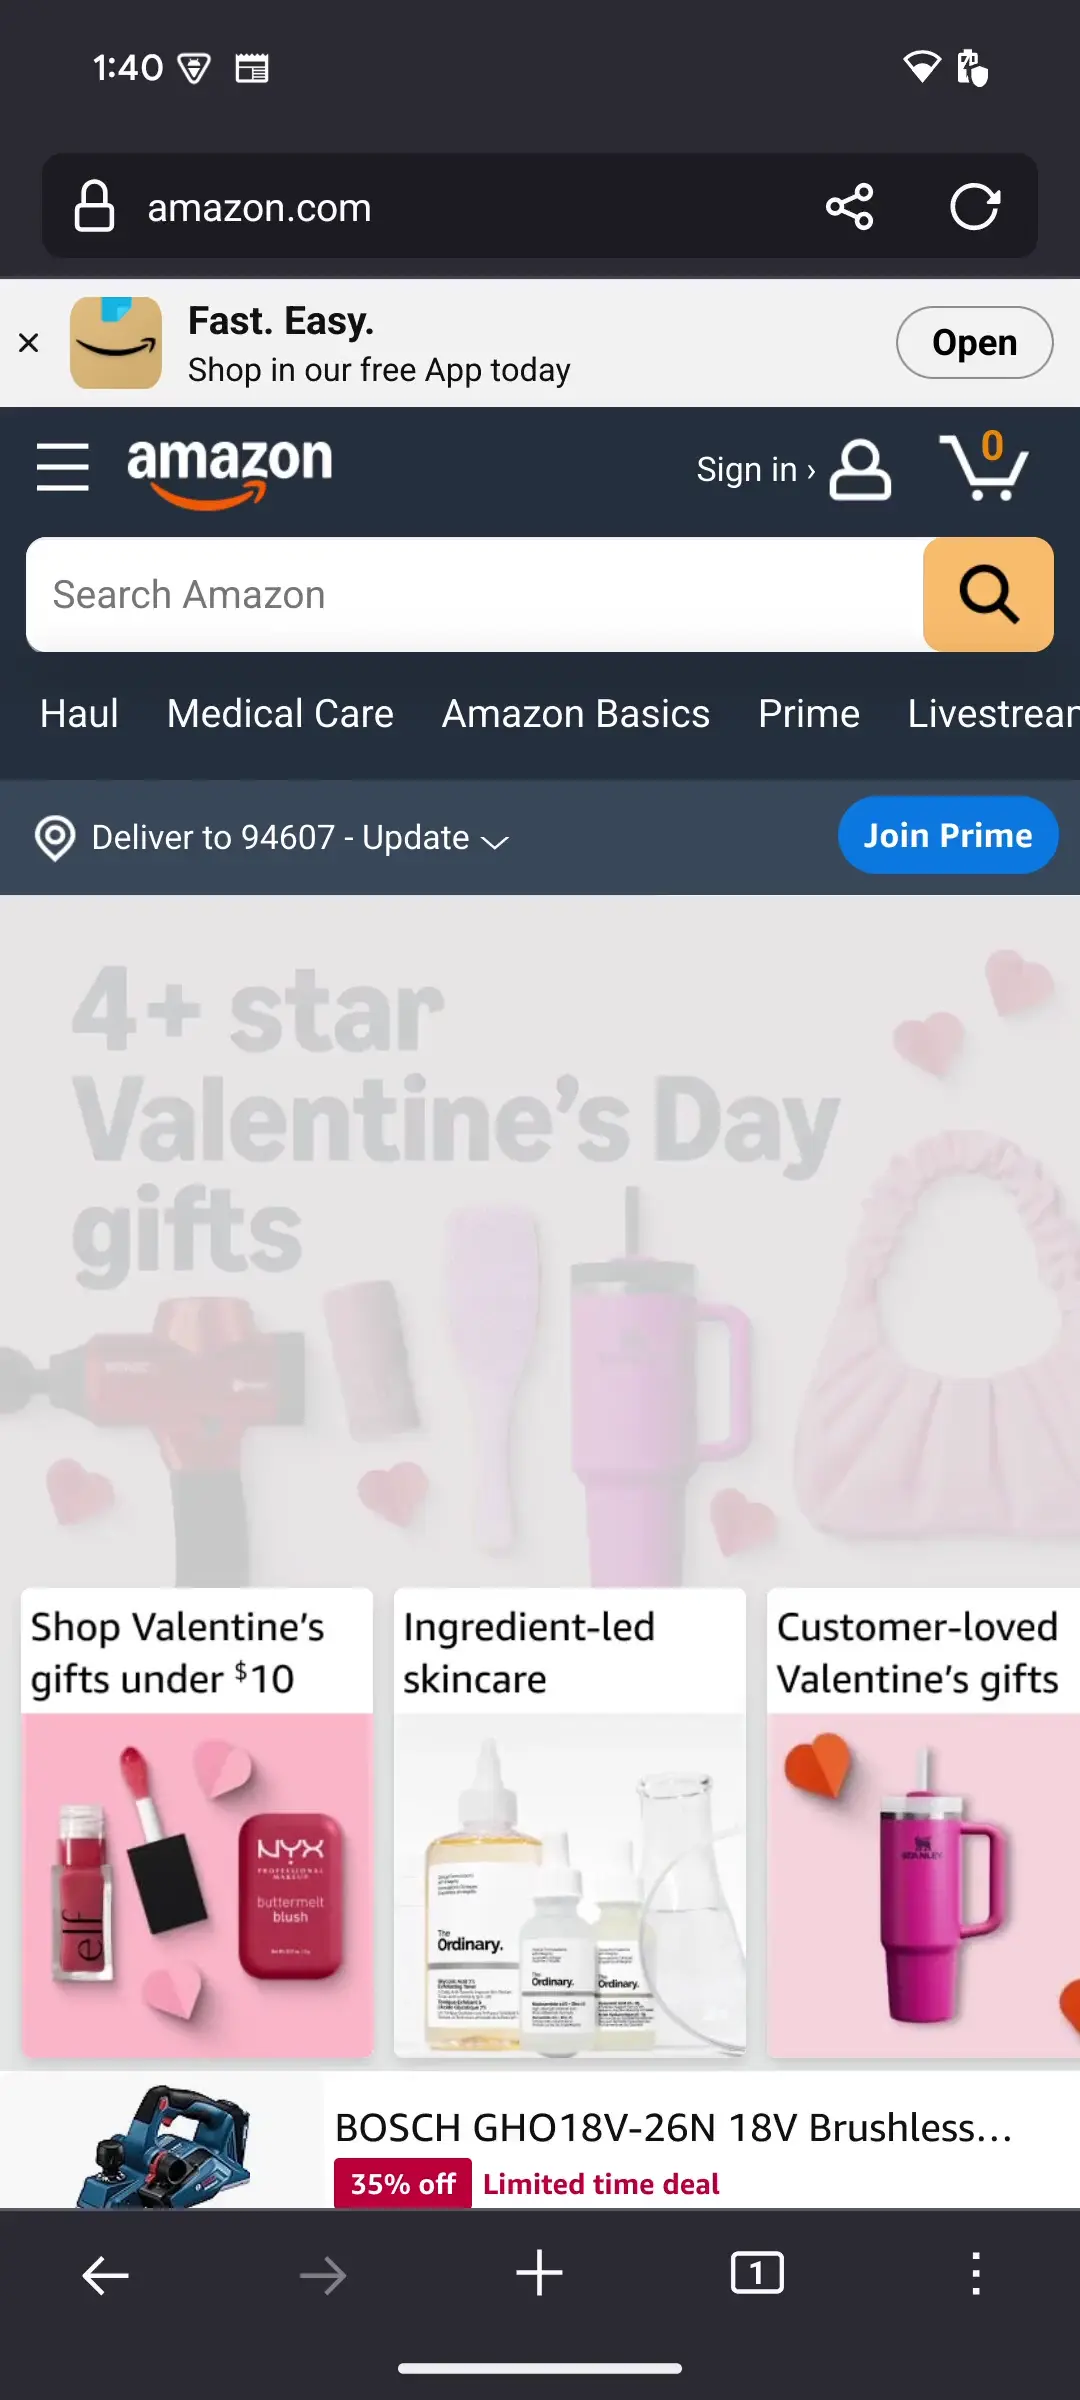 1:40
amazon.com
Fast. Easy.
Shop in our free App today
Open
amazon
Sign in ›
0
Search Amazon
Haul
Medical Care
Amazon Basics
Prime
Deliver to 94607 - Update
Join Prime
4+ star
Valentine's Day
gifts
Shop Valentine's
gifts under $10
Ingredient-led
skincare
Customer-loved
Valentine's gifts
elf
NYX
PROFESSIONAL
MAKEUP
buttermelt
blush
The
Ordinary.
Ordinary.
Ordinary.
STANLEY
BOSCH GHO18V-26N 18V Brushless...
35% off
Limited time deal
1